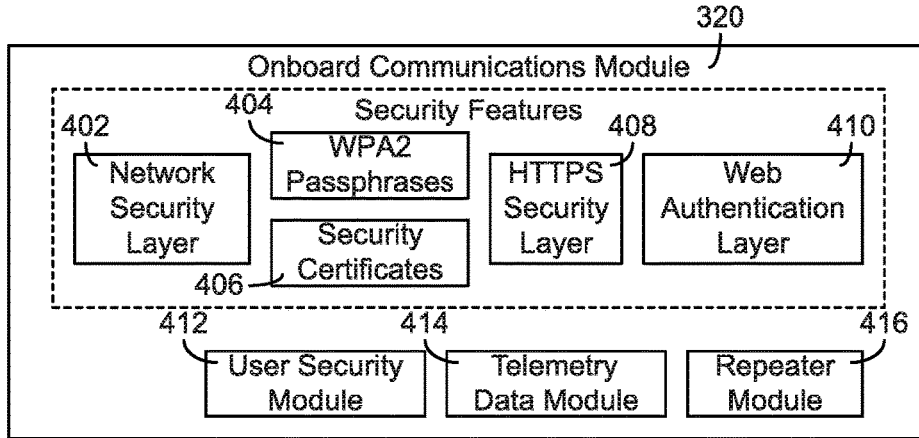 320
Onboard Communications Module
Security Features
402
Network
Security
Layer
404
WPA2
Passphrases
Security
Certificates
406
408
HTTPS
Security
Layer
410
Web
Authentication
Layer
412
User Security
Module
414
Telemetry
Data Module
416
Repeater
Module